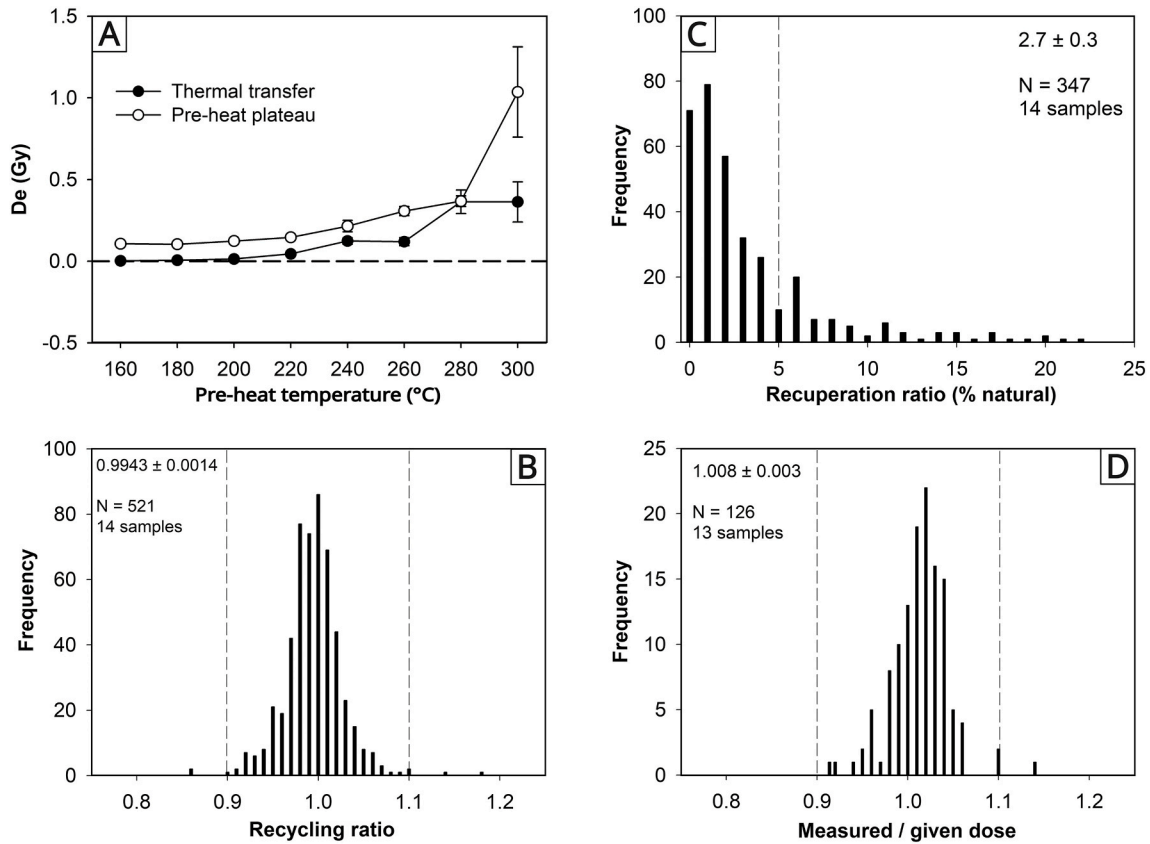 A
1.5
1.0
0.5
0.0
-0.5
De (Gy)
Thermal transfer
Pre-heat plateau
160 180 200 220 240 260 280 300
Pre-heat temperature (°C)
C
100
80
60
40
20
0
Frequency
2.7 ± 0.3
N = 347
14 samples
0 5 10 15 20 25
Recuperation ratio (% natural)
B
100
80
60
40
20
0
Frequency
0.9943 ± 0.0014
N = 521
14 samples
0.8 0.9 1.0 1.1 1.2
Recycling ratio
D
25
20
15
10
5
0
Frequency
1.008 ± 0.003
N = 126
13 samples
0.8 0.9 1.0 1.1 1.2
Measured / given dose